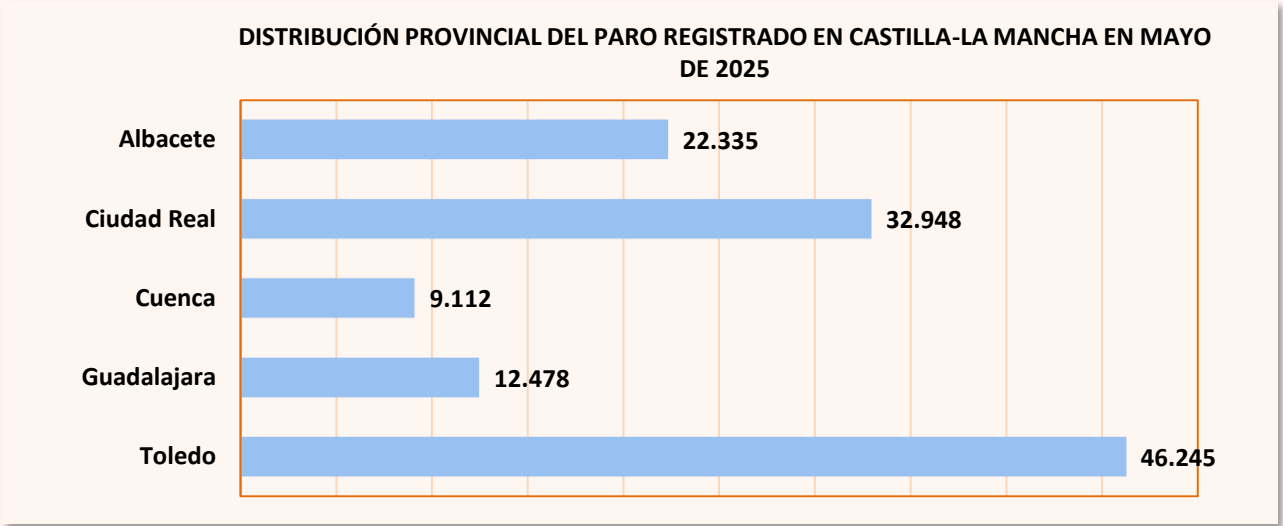 DISTRIBUCIÓN PROVINCIAL DEL PARO REGISTRADO EN CASTILLA-LA MANCHA EN MAYO
DE 2025
Albacete 22.335
Ciudad Real 32.948
Cuenca 9.112
Guadalajara 12.478
Toledo 46.245